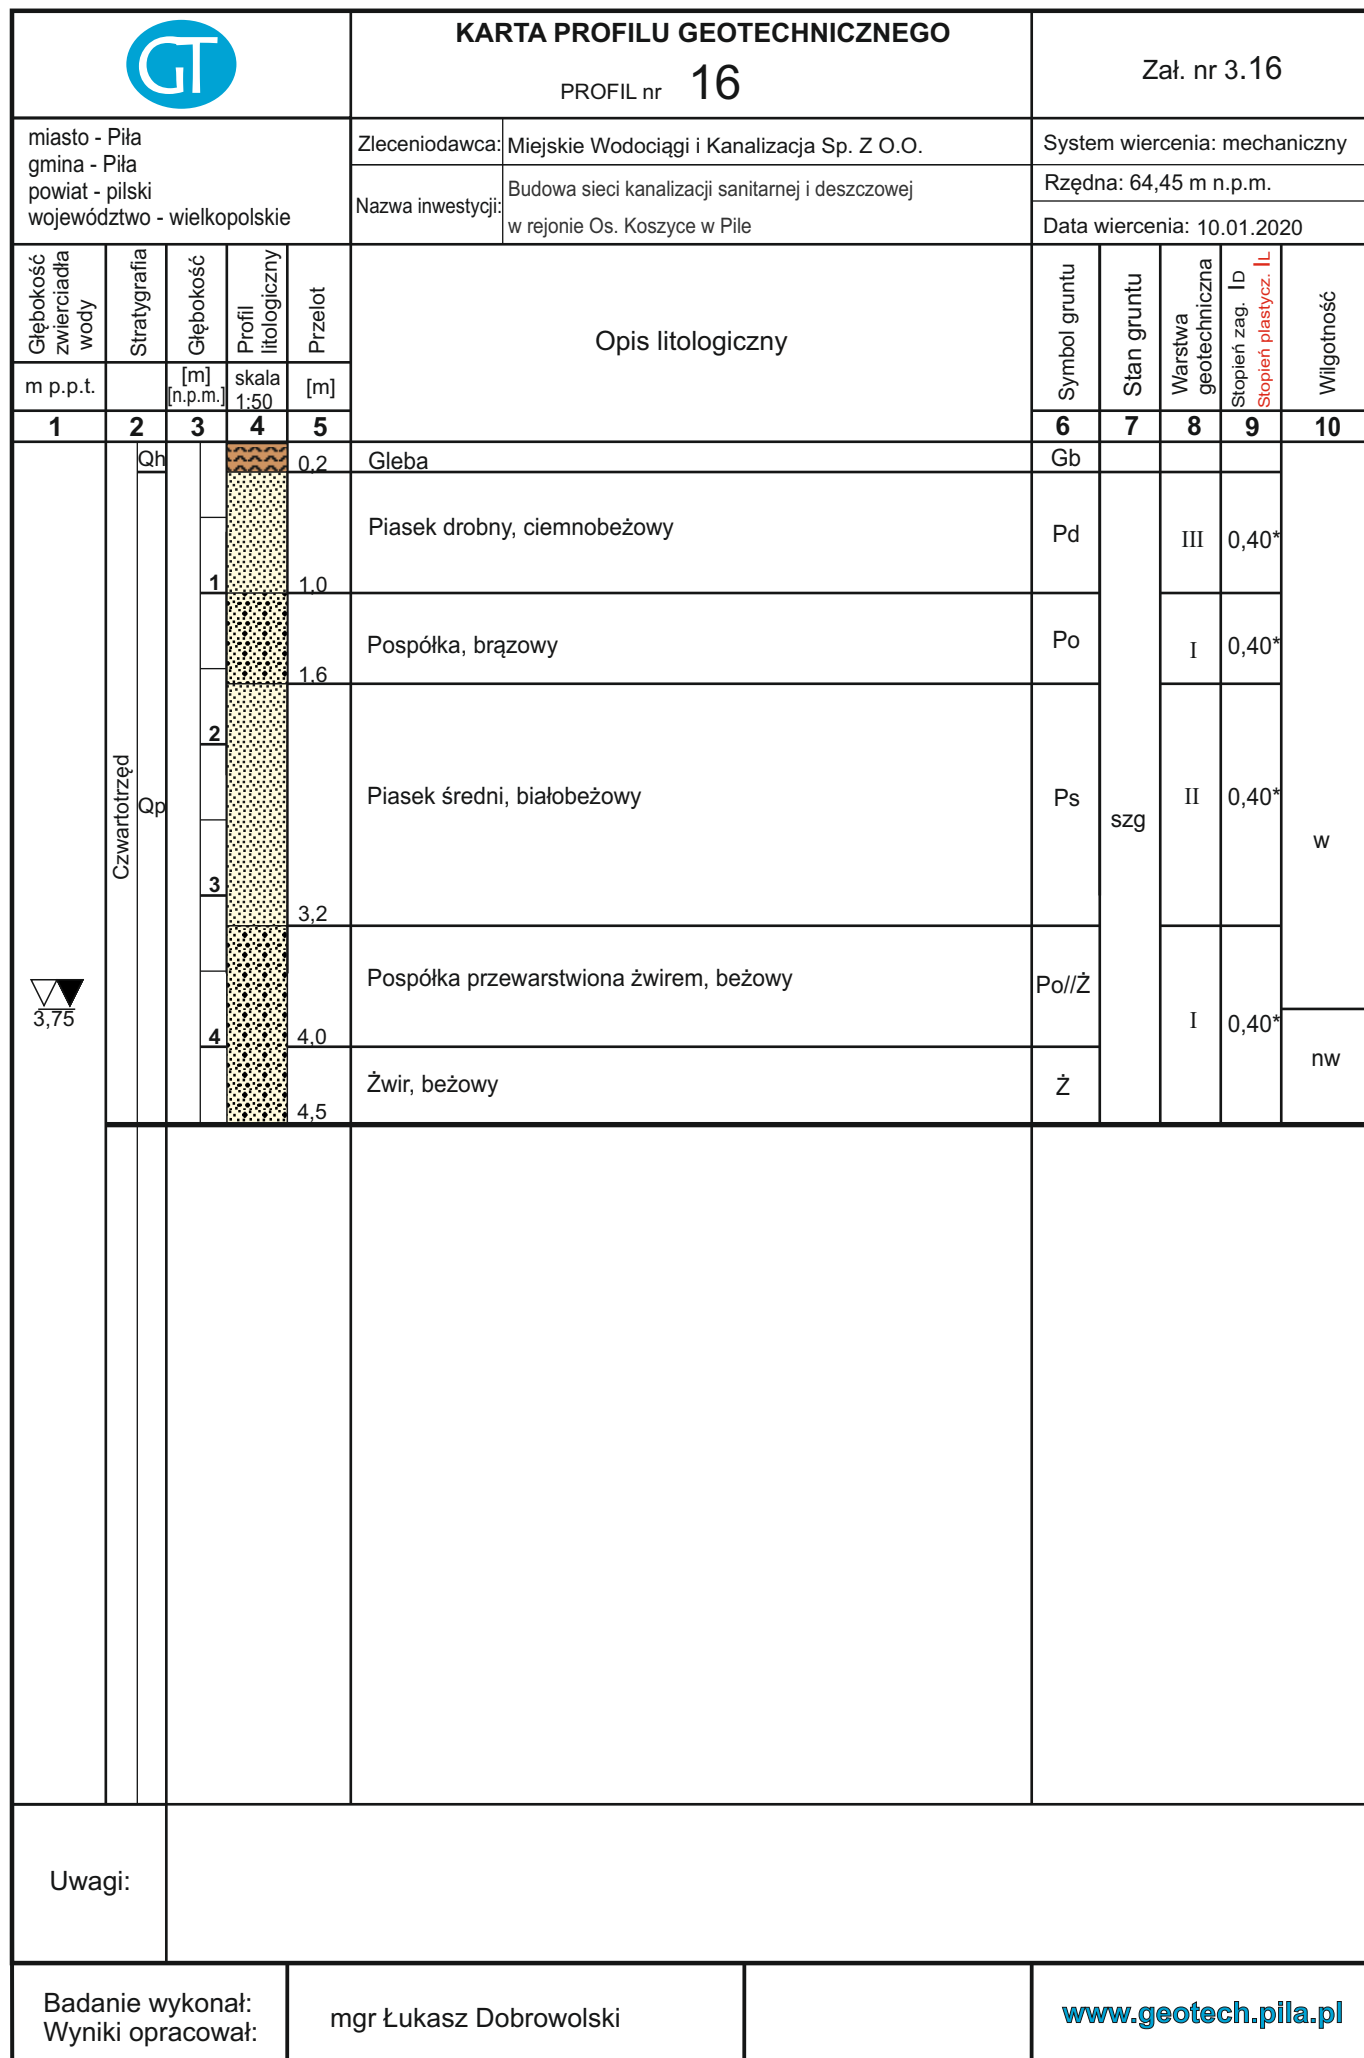 GT
KARTA PROFILU GEOTECHNICZNEGO
PROFIL nr 16
Zał. nr 3.16
miasto - Piła
gmina - Piła
powiat - pilski
województwo - wielkopolskie
Zleceniodawca: Miejskie Wodociągi i Kanalizacja Sp. Z O.O.
Nazwa inwestycji: Budowa sieci kanalizacji sanitarnej i deszczowej
w rejonie Os. Koszyce w Pile
System wiercenia: mechaniczny
Rzędna: 64,45 m n.p.m.
Data wiercenia: 10.01.2020
Głębokość
zwierciadła
wody
m p.p.t.
Stratygrafia
Głębokość
[m]
[n.p.m.]
Profil
litologiczny
skala
1:50
Przelot
[m]
Opis litologiczny
Symbol gruntu
Stan gruntu
Warstwa
geotechniczna
Stopień zag. ID
Stopień plastycz. IL
Wilgotność
1 2 3 4 5 6 7 8 9 10
Qh 0,2 Gleba Gb
Piasek drobny, ciemnobeżowy Pd III 0,40*
1 1,0
Pospółka, brązowy Po I 0,40*
1,6
2
Czwartotrzęd
Qp Piasek średni, białobeżowy Ps szg II 0,40*
w
3
3,2
Pospółka przewarstwiona żwirem, beżowy Po//Ż
3,75
I 0,40*
4 4,0
nw
Żwir, beżowy Ż
4,5
Uwagi:
Badanie wykonał:
Wyniki opracował:
mgr Łukasz Dobrowolski
www.geotech.pila.pl